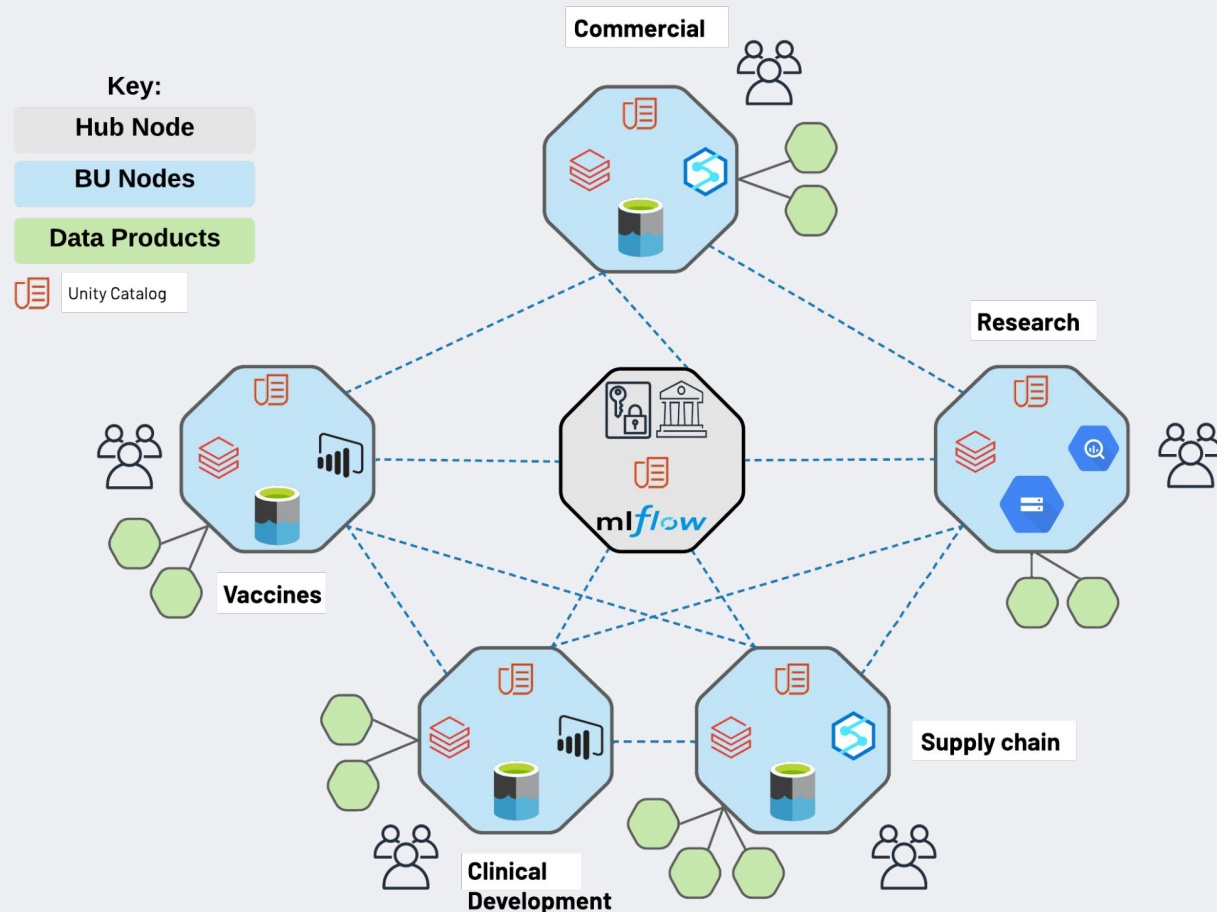 Commercial
Key:
Hub Node
BU Nodes
Data Products
Unity Catalog
Research
mlflow
Vaccines
Supply chain
Clinical
Development